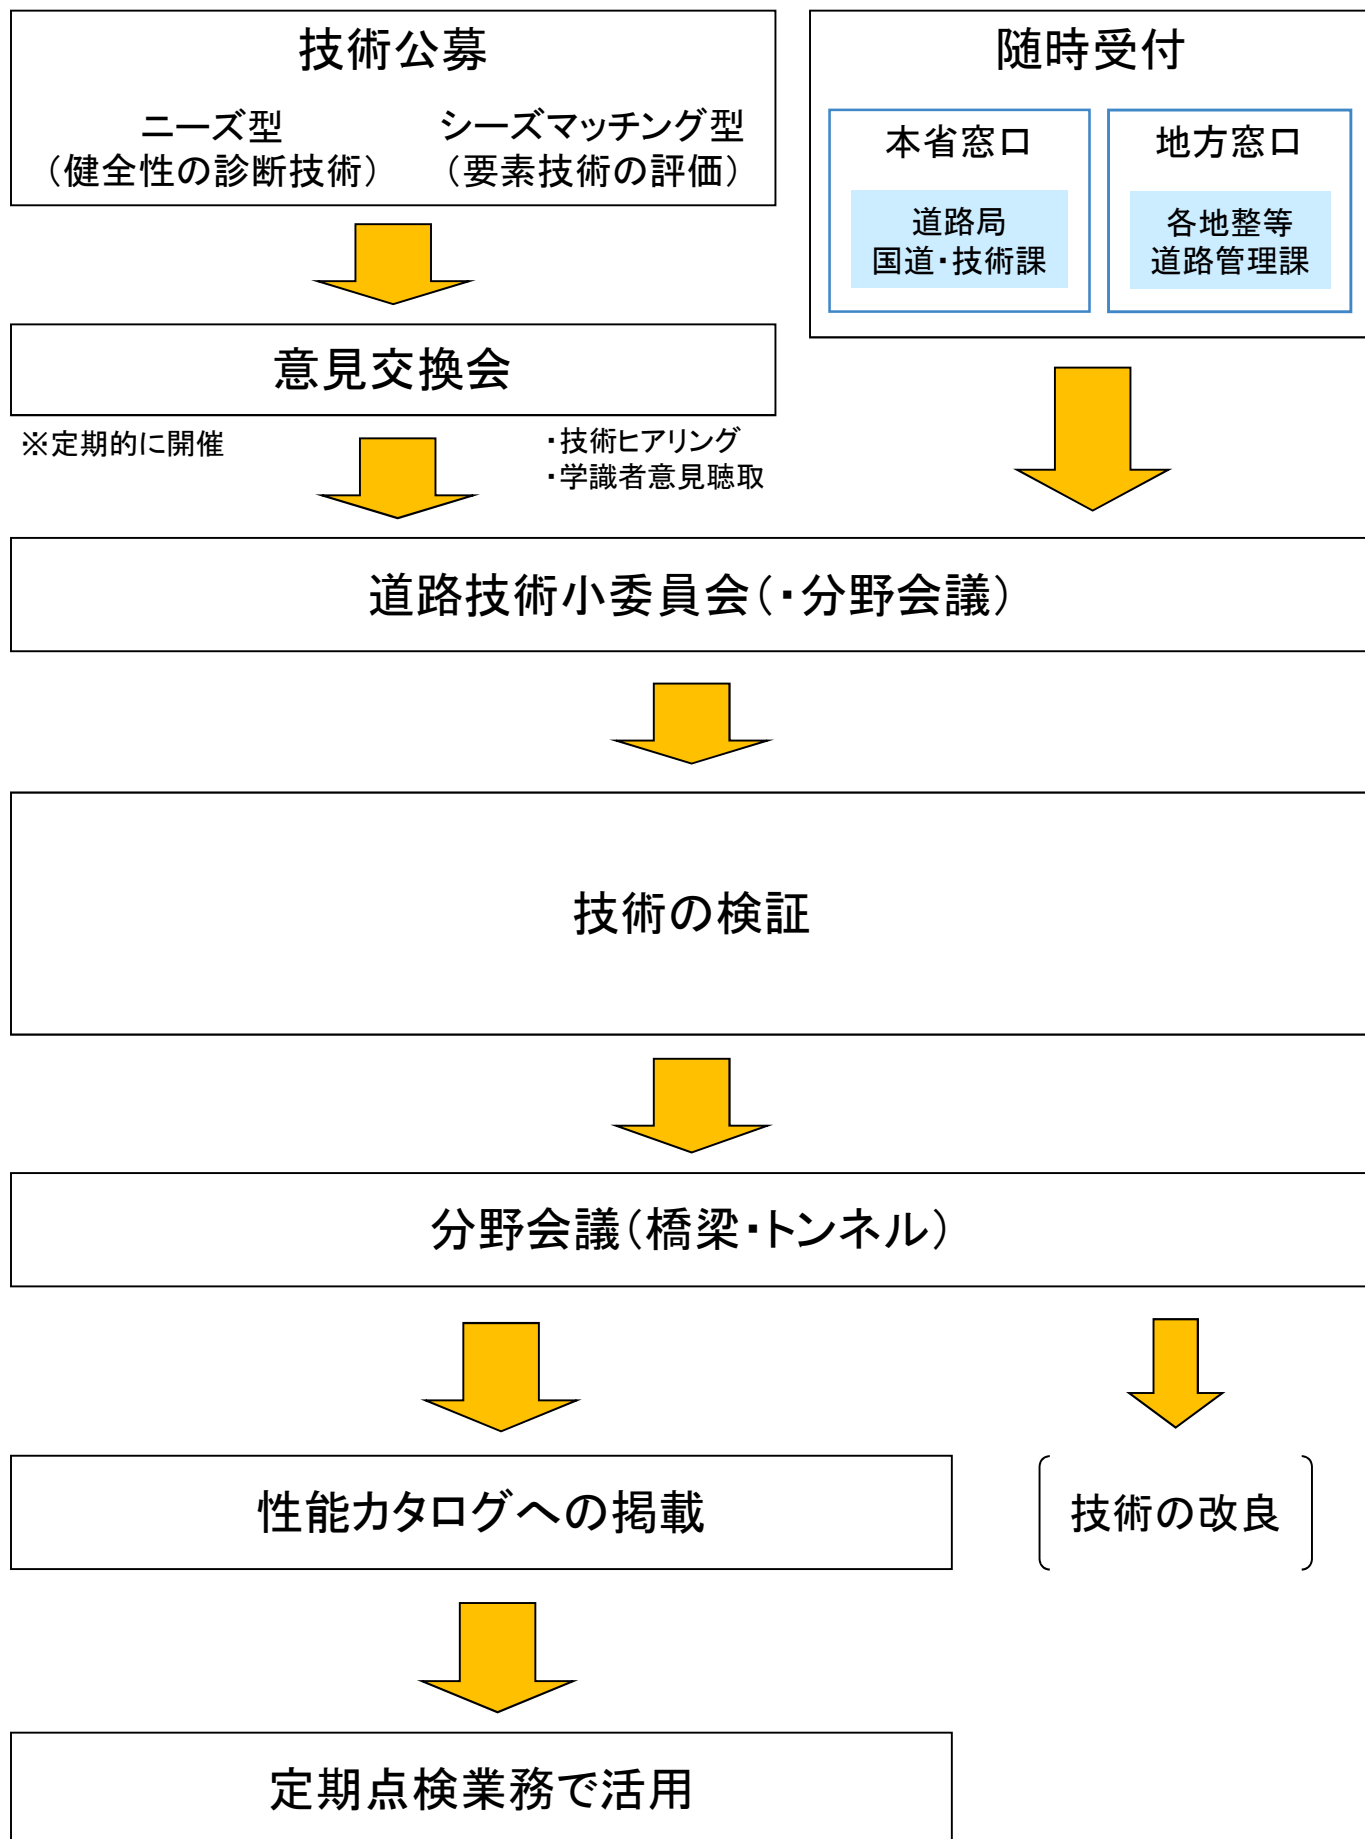 技術公募
ニーズ型
（健全性の診断技術）
シーズマッチング型
（要素技術の評価）
随時受付
本省窓口
道路局
国道・技術課
地方窓口
各地整等
道路管理課
意見交換会
※定期的に開催
・技術ヒアリング
・学識者意見聴取
道路技術小委員会（・分野会議）
技術の検証
分野会議（橋梁・トンネル）
性能カタログへの掲載
技術の改良
定期点検業務で活用